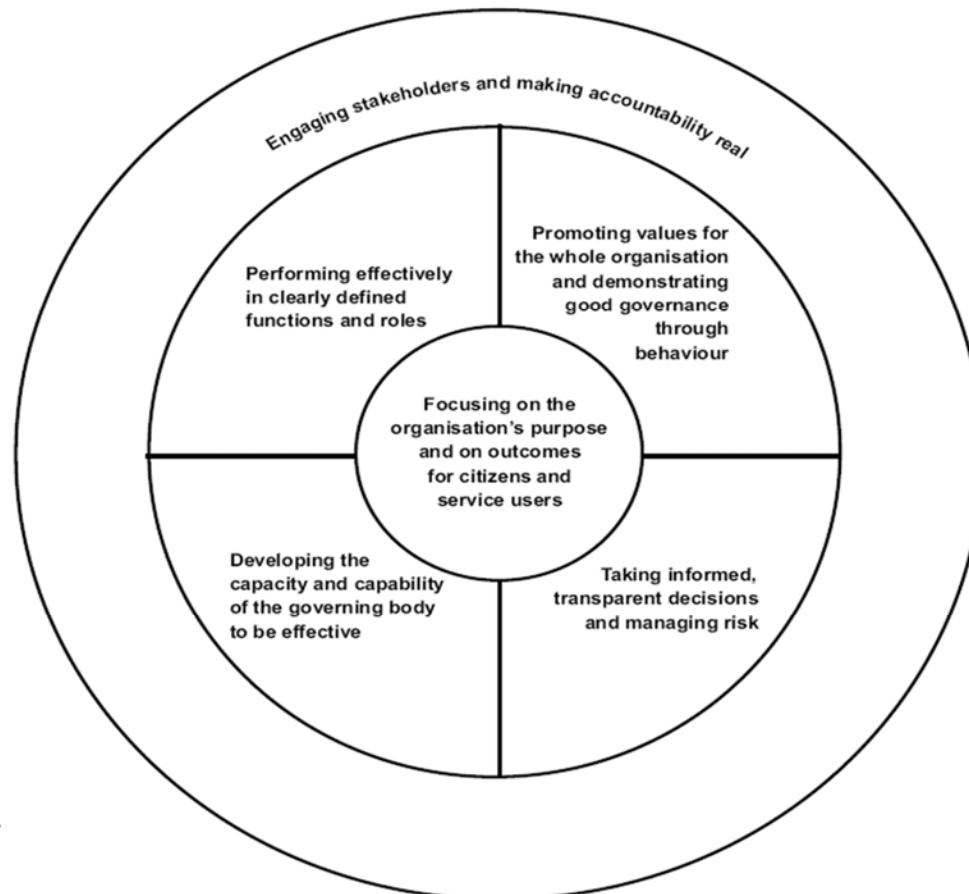 Engaging stakeholders and making accountability real
Performing effectively
in clearly defined
functions and roles
Promoting values for
the whole organisation
and demonstrating
good governance
through
behaviour
Focusing on the
organisation’s purpose
and on outcomes
for citizens and
service users
Developing the
capacity and capability
of the governing body
to be effective
Taking informed,
transparent decisions
and managing risk